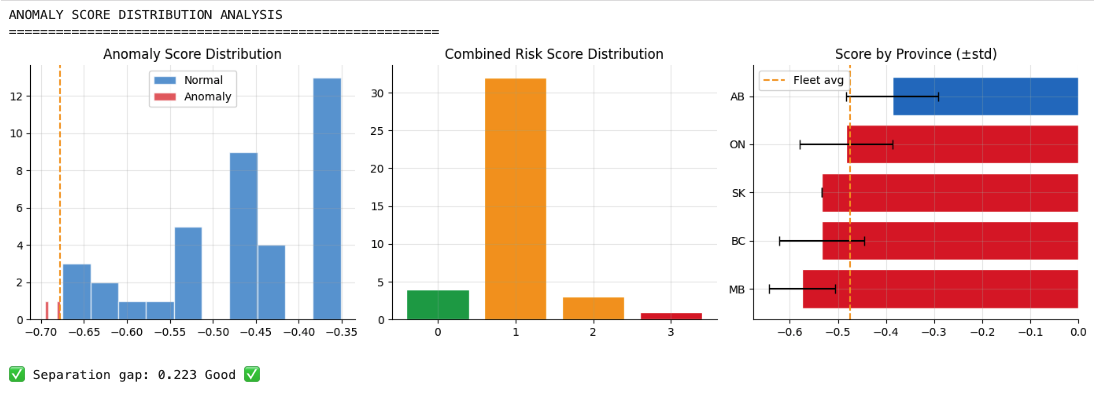 ANOMALY SCORE DISTRIBUTION ANALYSIS
=======================================================
Anomaly Score Distribution
Normal
Anomaly
12
10
8
6
4
2
0
−0.70 −0.65 −0.60 −0.55 −0.50 −0.45 −0.40 −0.35
Combined Risk Score Distribution
30
25
20
15
10
5
0
0 1 2 3
Score by Province (±std)
Fleet avg
AB
ON
SK
BC
MB
−0.6 −0.5 −0.4 −0.3 −0.2 −0.1 0.0
✅ Separation gap: 0.223 Good ✅